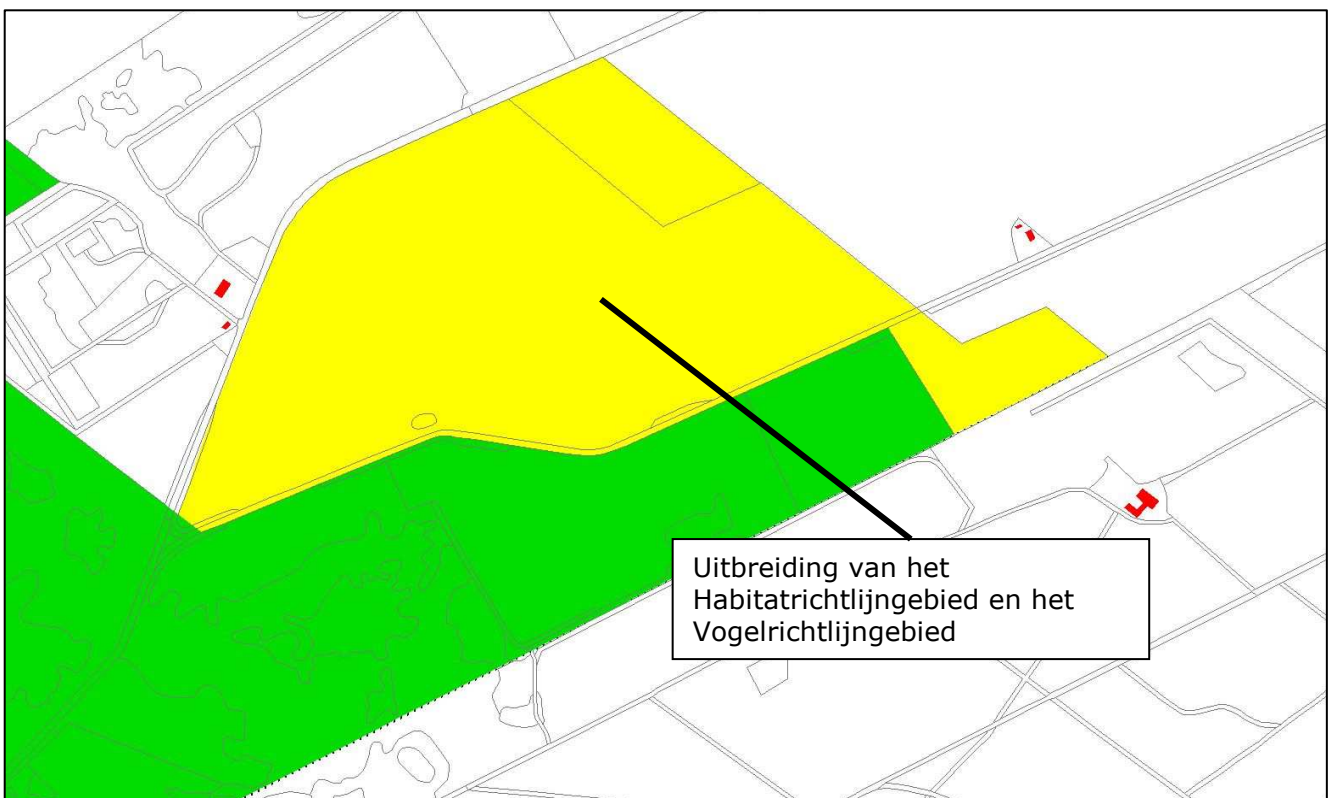 Uitbreiding van het
Habitatrichtlijngebied en het
Vogelrichtlijngebied